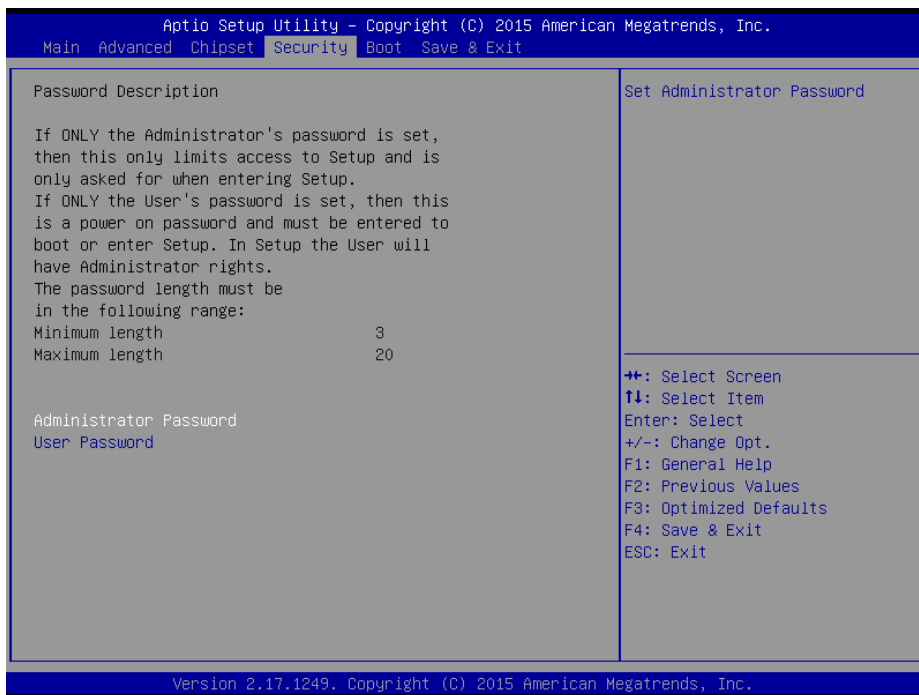 Aptio Setup Utility – Copyright (C) 2015 American Megatrends, Inc.
Main Advanced Chipset Security Boot Save & Exit
Password Description
If ONLY the Administrator's password is set,
then this only limits access to Setup and is
only asked for when entering Setup.
If ONLY the User's password is set, then this
is a power on password and must be entered to
boot or enter Setup. In Setup the User will
have Administrator rights.
The password length must be
in the following range:
Minimum length 3
Maximum length 20
Administrator Password
User Password
Set Administrator Password
→←: Select Screen
↑↓: Select Item
Enter: Select
+/-: Change Opt.
F1: General Help
F2: Previous Values
F3: Optimized Defaults
F4: Save & Exit
ESC: Exit
Version 2.17.1249. Copyright (C) 2015 American Megatrends, Inc.